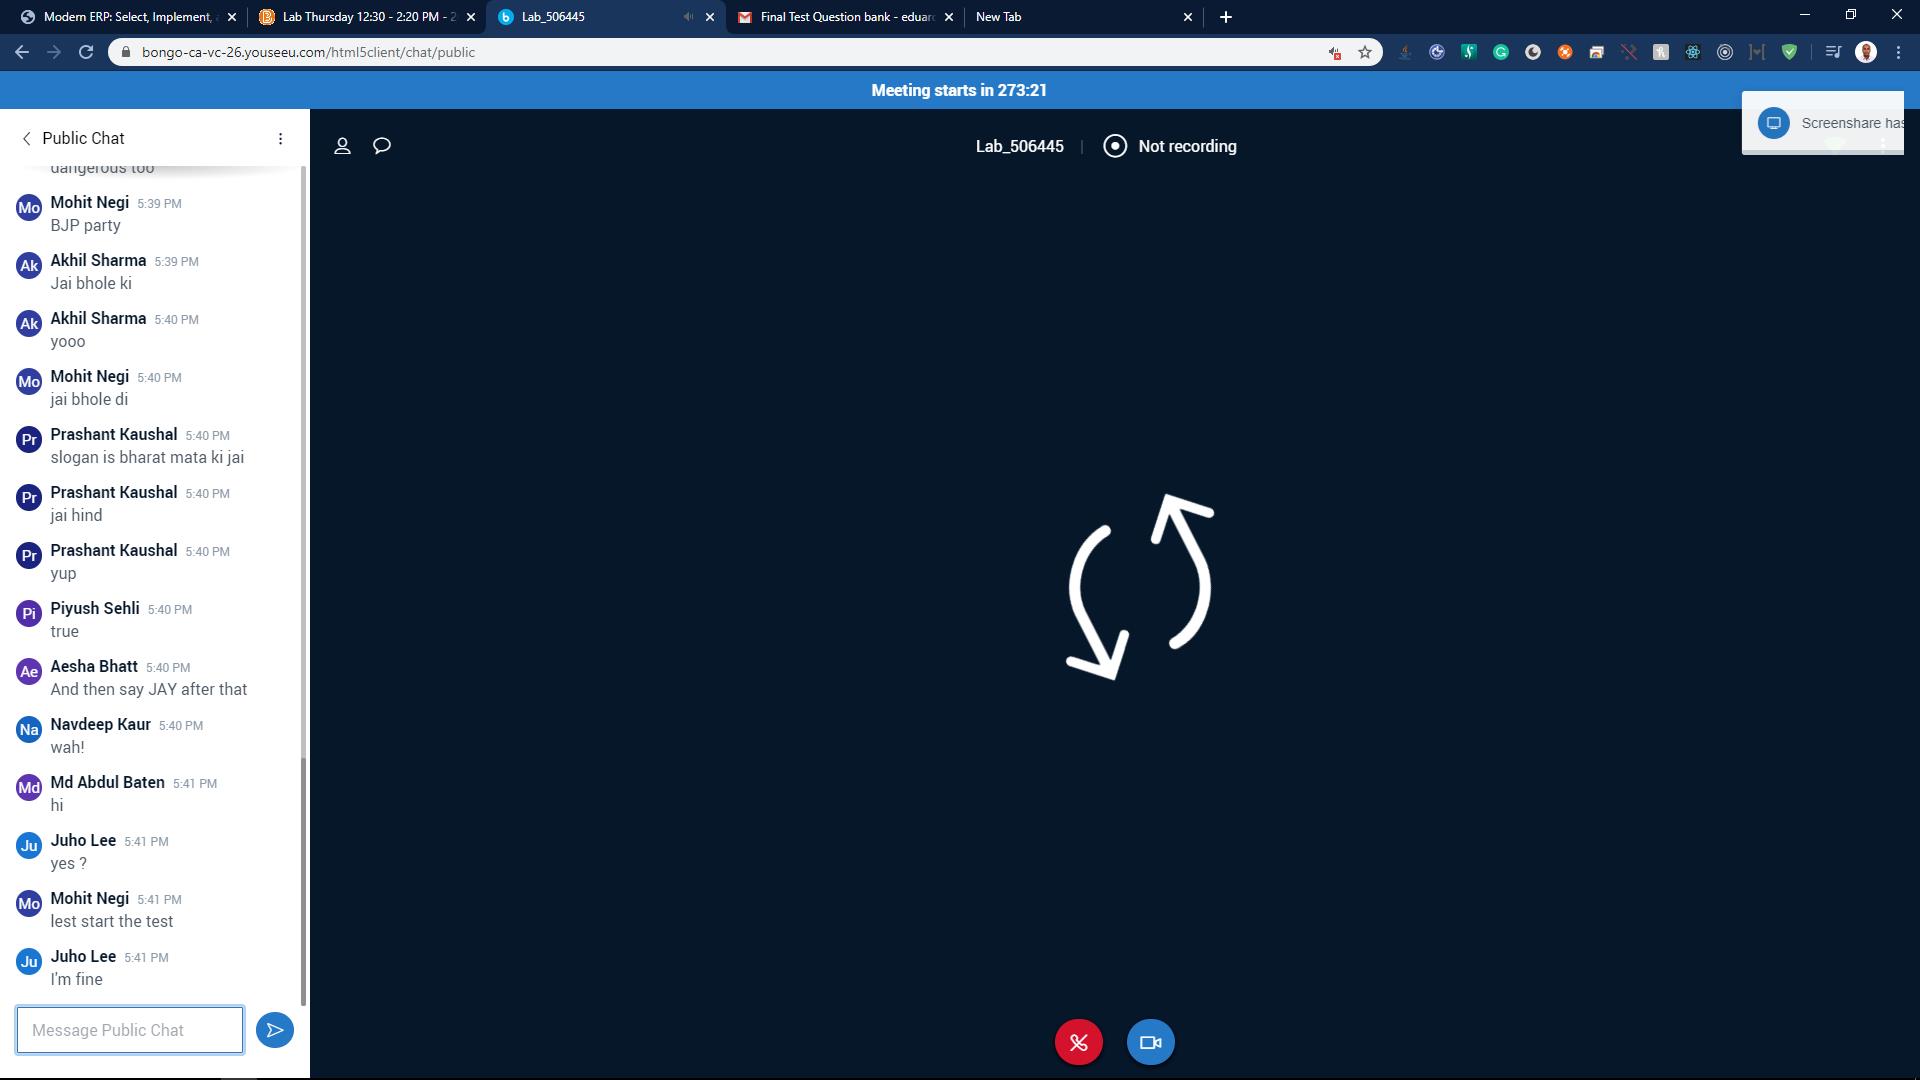 Modern ERP: Select, Implement,
Lab Thursday 12:30 - 2:20 PM - 2
Lab_506445
Final Test Question bank - eduar
New Tab
bongo-ca-vc-26.youseeu.com/html5client/chat/public
Meeting starts in 273:21
Screenshare has
Public Chat
Lab_506445
Not recording
dangerous too
Mo Mohit Negi 5:39 PM
BJP party
Ak Akhil Sharma 5:39 PM
Jai bhole ki
Ak Akhil Sharma 5:40 PM
yooo
Mo Mohit Negi 5:40 PM
jai bhole di
Pr Prashant Kaushal 5:40 PM
slogan is bharat mata ki jai
Pr Prashant Kaushal 5:40 PM
jai hind
Pr Prashant Kaushal 5:40 PM
yup
Pi Piyush Sehli 5:40 PM
true
Ae Aesha Bhatt 5:40 PM
And then say JAY after that
Na Navdeep Kaur 5:40 PM
wah!
Md Md Abdul Baten 5:41 PM
hi
Ju Juho Lee 5:41 PM
yes ?
Mo Mohit Negi 5:41 PM
lest start the test
Ju Juho Lee 5:41 PM
I'm fine
Message Public Chat